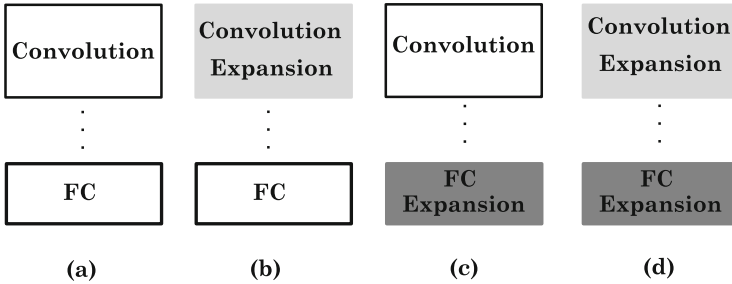 Convolution
FC
(a)
Convolution
Expansion
FC
(b)
Convolution
FC
Expansion
(c)
Convolution
Expansion
FC
Expansion
(d)